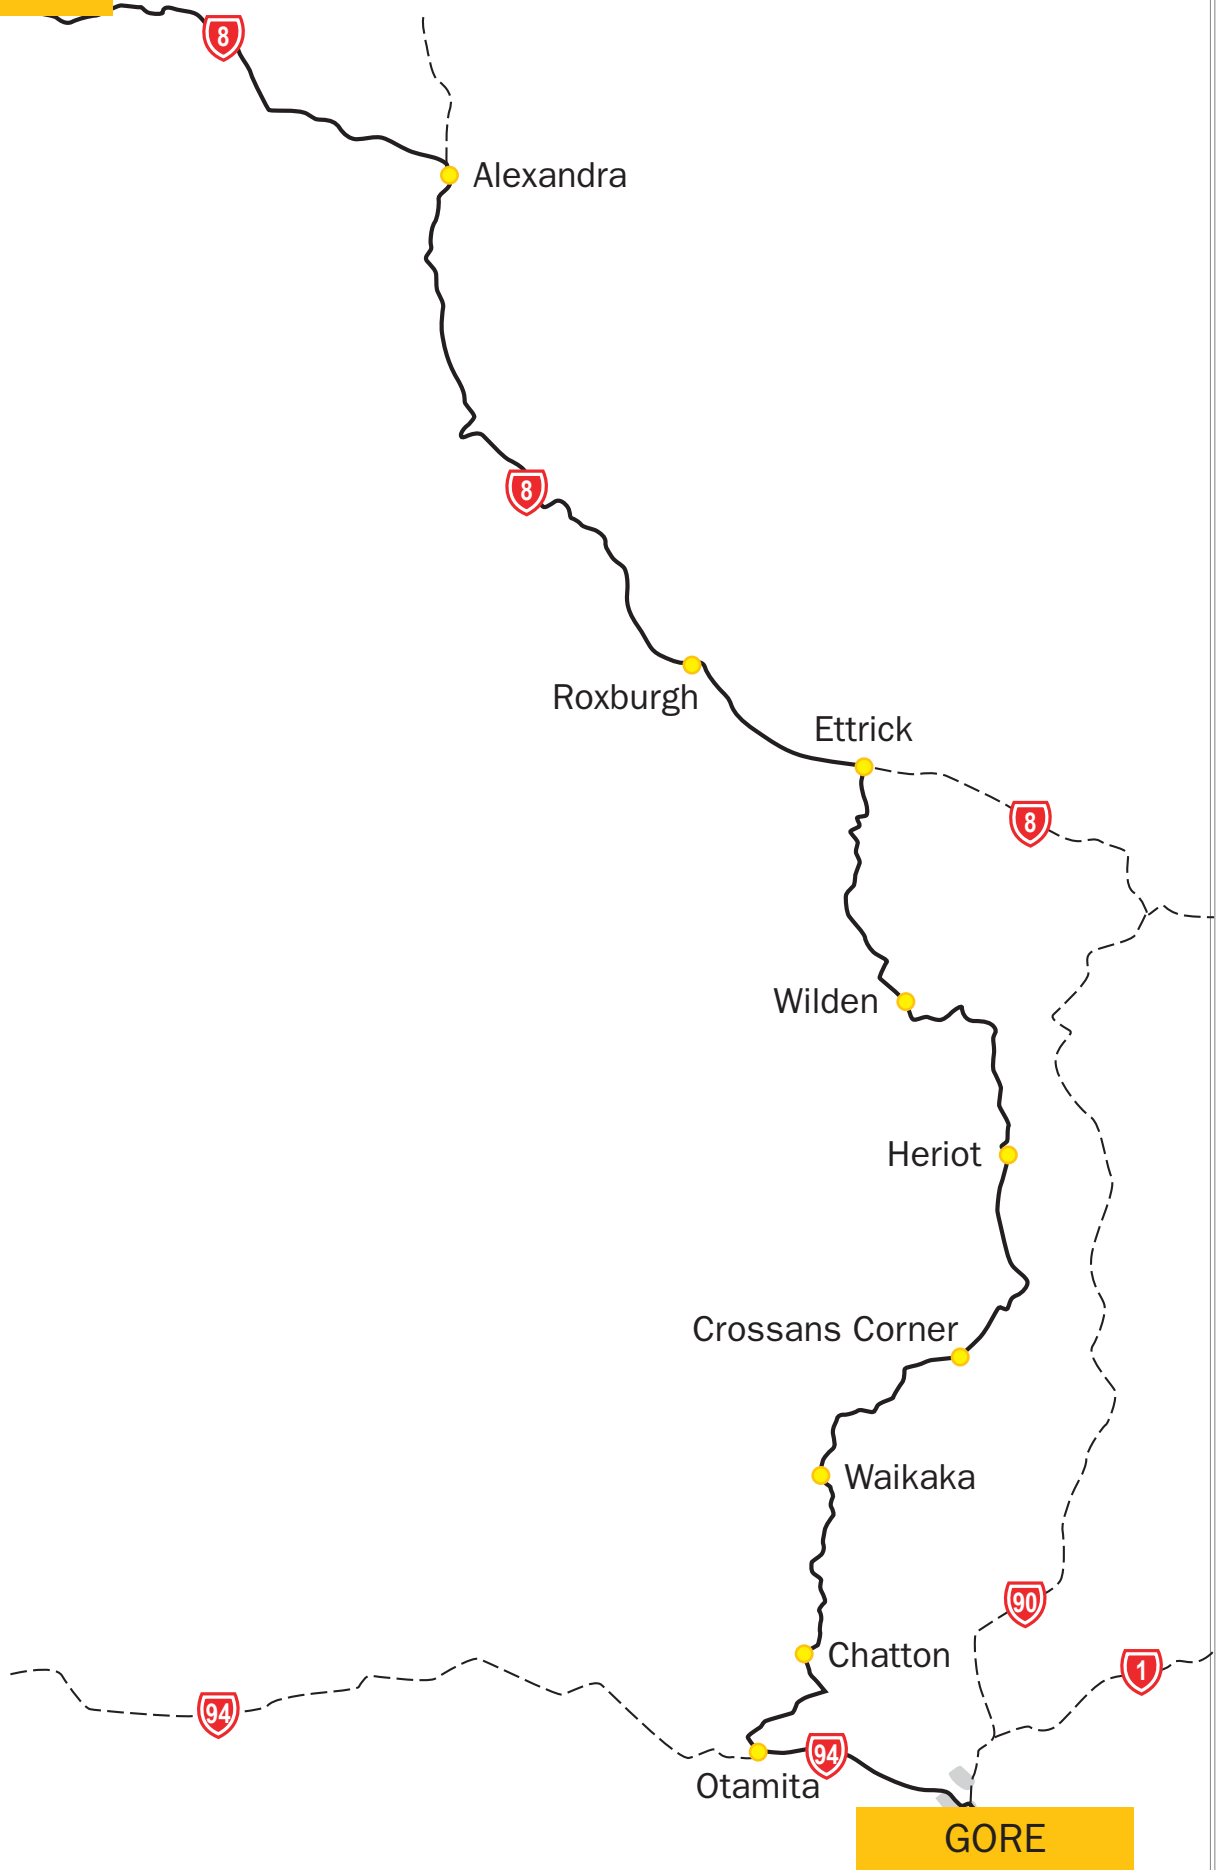 8
Alexandra
8
Roxburgh
Ettrick
8
Wilden
Heriot
Crossans Corner
Waikaka
90
Chatton
1
94
94
Otamita
GORE